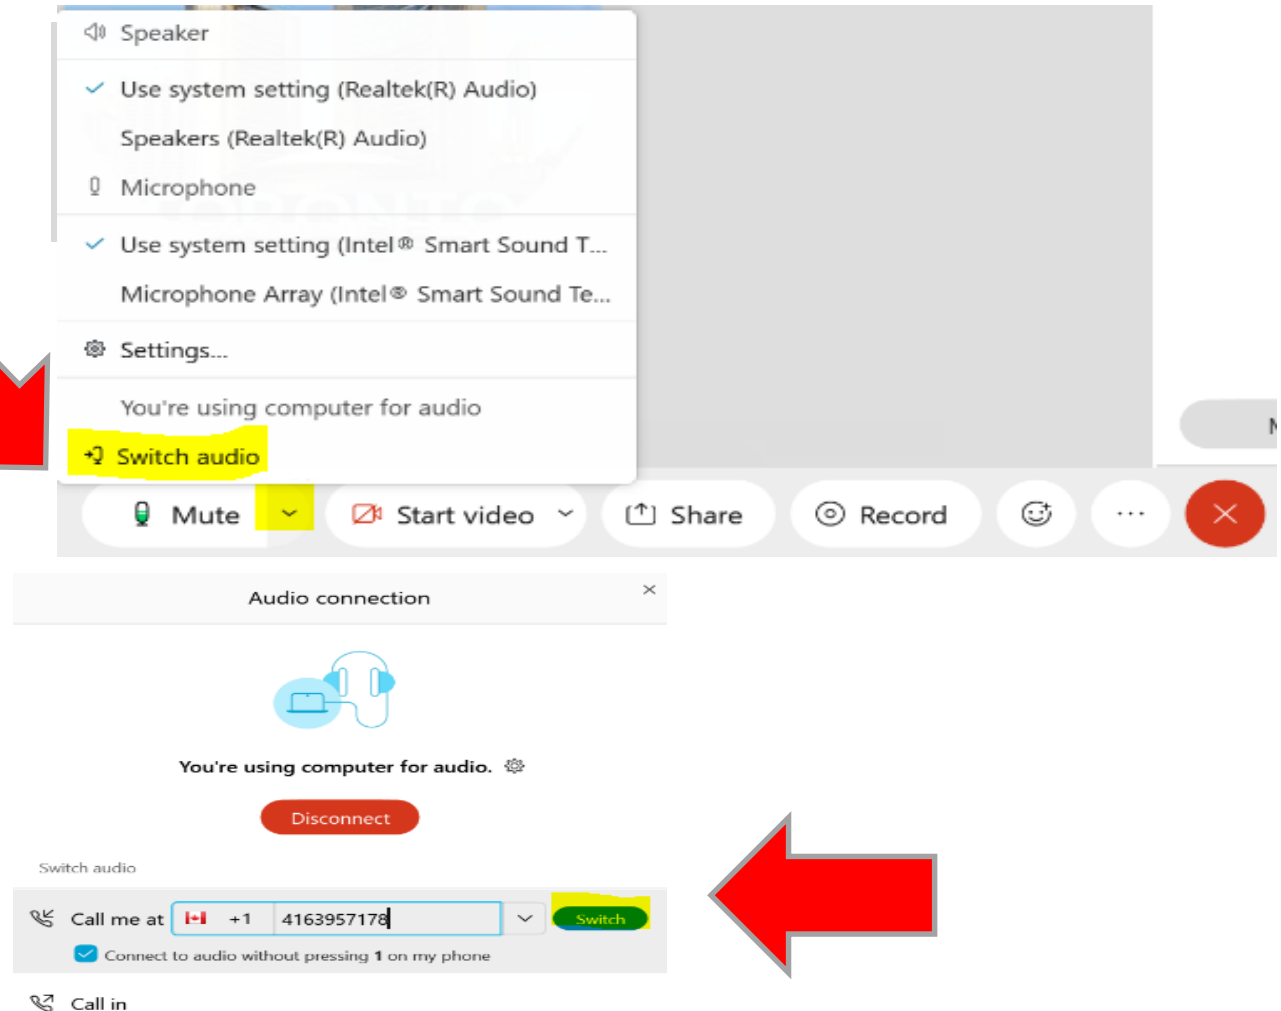 Speaker
Use system setting (Realtek(R) Audio)
Speakers (Realtek(R) Audio)
Microphone
Use system setting (Intel® Smart Sound T...
Microphone Array (Intel® Smart Sound Te...
Settings...
You're using computer for audio
Switch audio
Mute
Start video
Share
Record
Audio connection
You're using computer for audio.
Disconnect
Switch audio
Call me at +1 4163957178 Switch
Connect to audio without pressing 1 on my phone
Call in